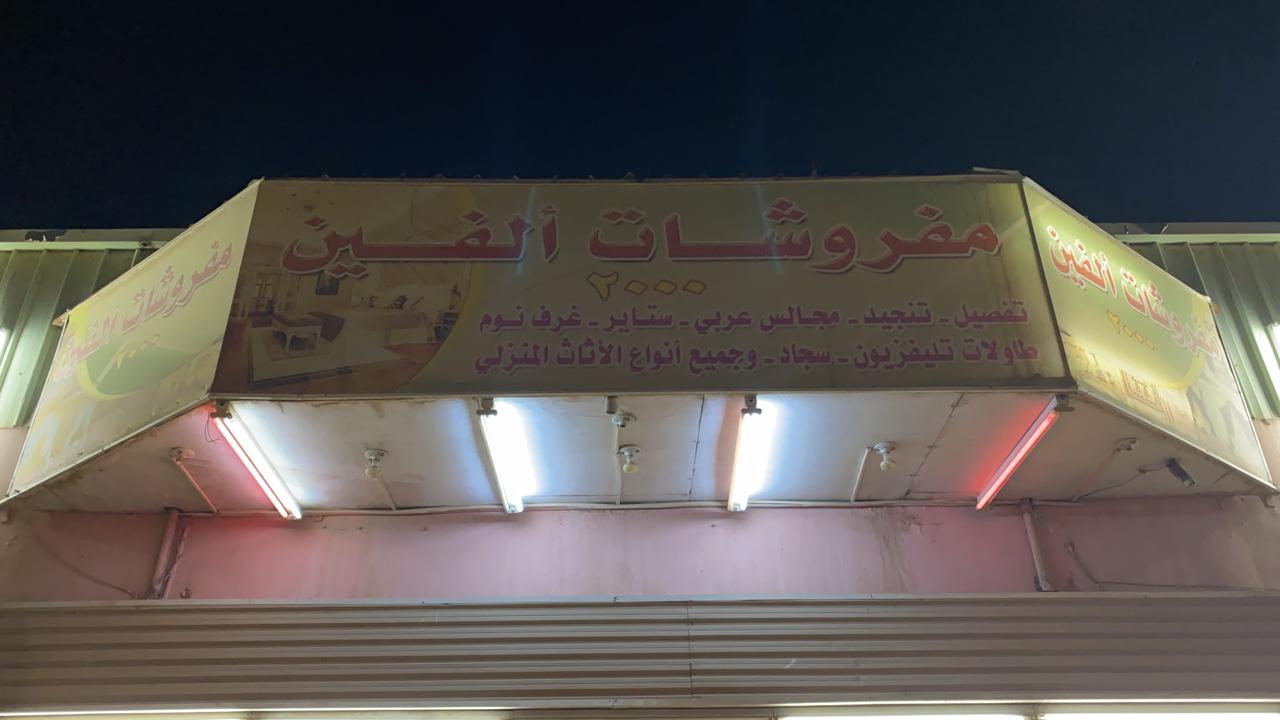 مفروشات ألفين
٢٠٠٠
تفصيل - تنجيد - مجالس عربي - ستاير - غرف نوم
طاولات تليفزيون - سجاد - وجميع أنواع الأثاث المنزلي
مفروشات ألفين
٢٠٠٠
مفروشات ألفين
٢٠٠٠